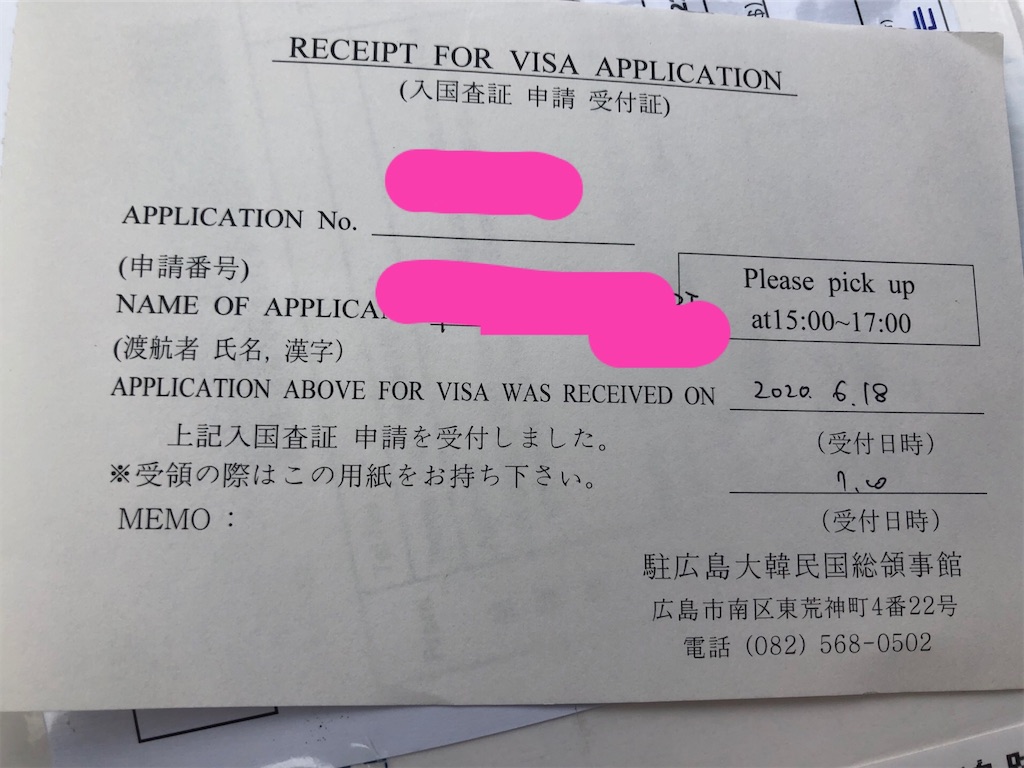 RECEIPT FOR VISA APPLICATION
(入国査証 申請 受付証)
APPLICATION No.
(申請番号)
Please pick up
at15:00~17:00
NAME OF APPLICA
(渡航者 氏名, 漢字)
APPLICATION ABOVE FOR VISA WAS RECEIVED ON 2020. 6.18
上記入国査証 申請を受付しました。
(受付日時)
※受領の際はこの用紙をお持ち下さい。
(受付日時)
MEMO :
駐広島大韓民国総領事館
広島市南区東荒神町4番22号
電話 (082) 568-0502